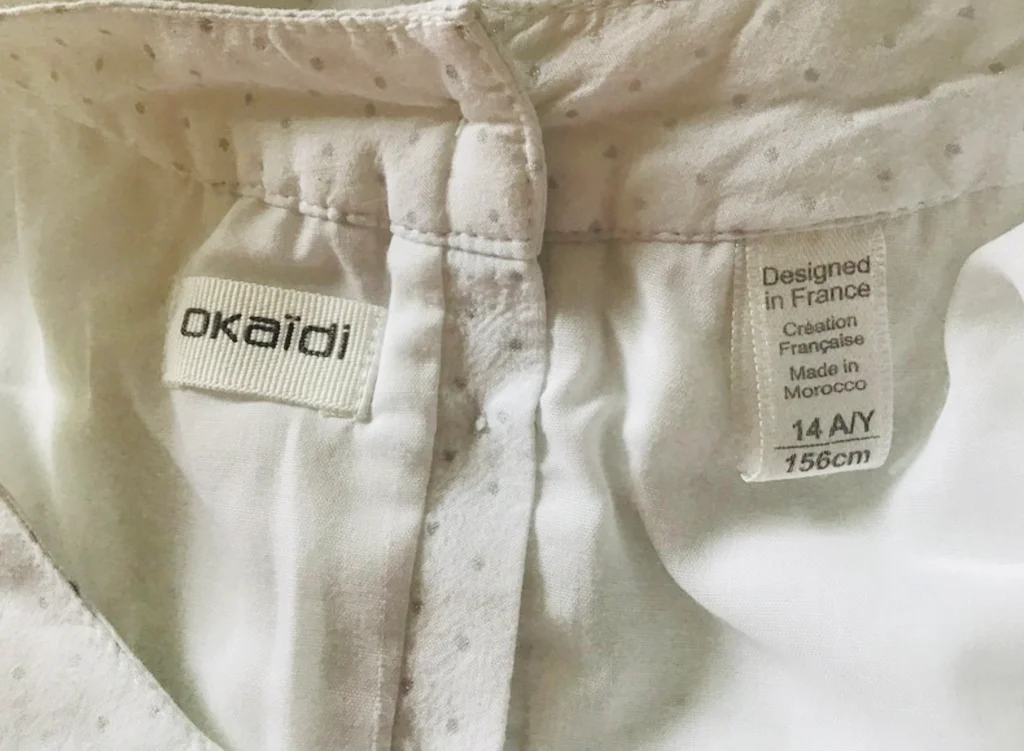 OKaïdi
Designed
in France
Création
Française
Made in
Morocco
14 A/Y
156cm